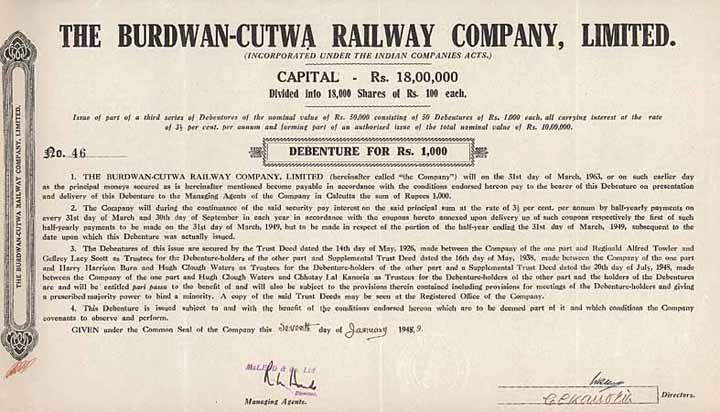 THE BURDWAN-CUTWA RAILWAY COMPANY, LIMITED.
THE BURDWAN-CUTWA RAILWAY COMPANY, LIMITED.
(INCORPORATED UNDER THE INDIAN COMPANIES ACTS.)
CAPITAL - Rs. 18,00,000
Divided into 18,000 Shares of Rs. 100 each.
Issue of part of a third series of Debentures of the nominal value of Rs. 50,000 consisting of 50 Debentures of Rs. 1,000 each, all carrying interest at the rate
of 3½ per cent. per annum and forming part of an authorised issue of the total nominal value of Rs. 10,00,000.
No. 46
DEBENTURE FOR Rs. 1,000
1. THE BURDWAN-CUTWA RAILWAY COMPANY, LIMITED (hereinafter called "the Company") will on the 31st day of March, 1963, or on such earlier day
as the principal moneys secured as is hereinafter mentioned become payable in accordance with the conditions endorsed hereon pay to the bearer of this Debenture on presentation
and delivery of this Debenture to the Managing Agents of the Company in Calcutta the sum of Rupees 1,000.
2. The Company will during the continuance of the said security pay interest on the said principal sum at the rate of 3½ per cent. per annum by half-yearly payments on
every 31st day of March and 30th day of September in each year in accordance with the coupons hereto annexed upon delivery up of such coupons respectively the first of such
half-yearly payments to be made on the 31st day of March, 1949, but to be made in respect of the portion of the half-year ending the 31st day of March, 1949, subsequent to the
date upon which this Debenture was actually issued.
3. The Debentures of this issue are secured by the Trust Deed dated the 14th day of May, 1926, made between the Company of the one part and Reginald Alfred Towler and
Geffrey Lacy Scott as Trustees for the Debenture-holders of the other part and Supplemental Trust Deed dated the 16th day of May, 1938, made between the Company of the one part
and Harry Harrison Burn and Hugh Clough Waters as Trustees for the Debenture-holders of the other part and a Supplemental Trust Deed dated the 20th day of July, 1948, made
between the Company of the one part and Hugh Clough Waters and Chhotay Lal Kanoria as Trustees for the Debenture-holders of the other part and the holders of the Debentures
are and will be entitled pari passu to the benefit of and will also be subject to the provisions therein contained including provisions for meetings of the Debenture-holders and giving
a prescribed majority power to bind a minority. A copy of the said Trust Deeds may be seen at the Registered Office of the Company.
4. This Debenture is issued subject to and with the benefit of the conditions endorsed hereon which are to be deemed part of it and which conditions the Company
covenants to observe and perform.
GIVEN under the Common Seal of the Company this Seventh day of January 1948, 9.
McLEOD & Co. Ltd
Director.
Managing Agents.
Directors.